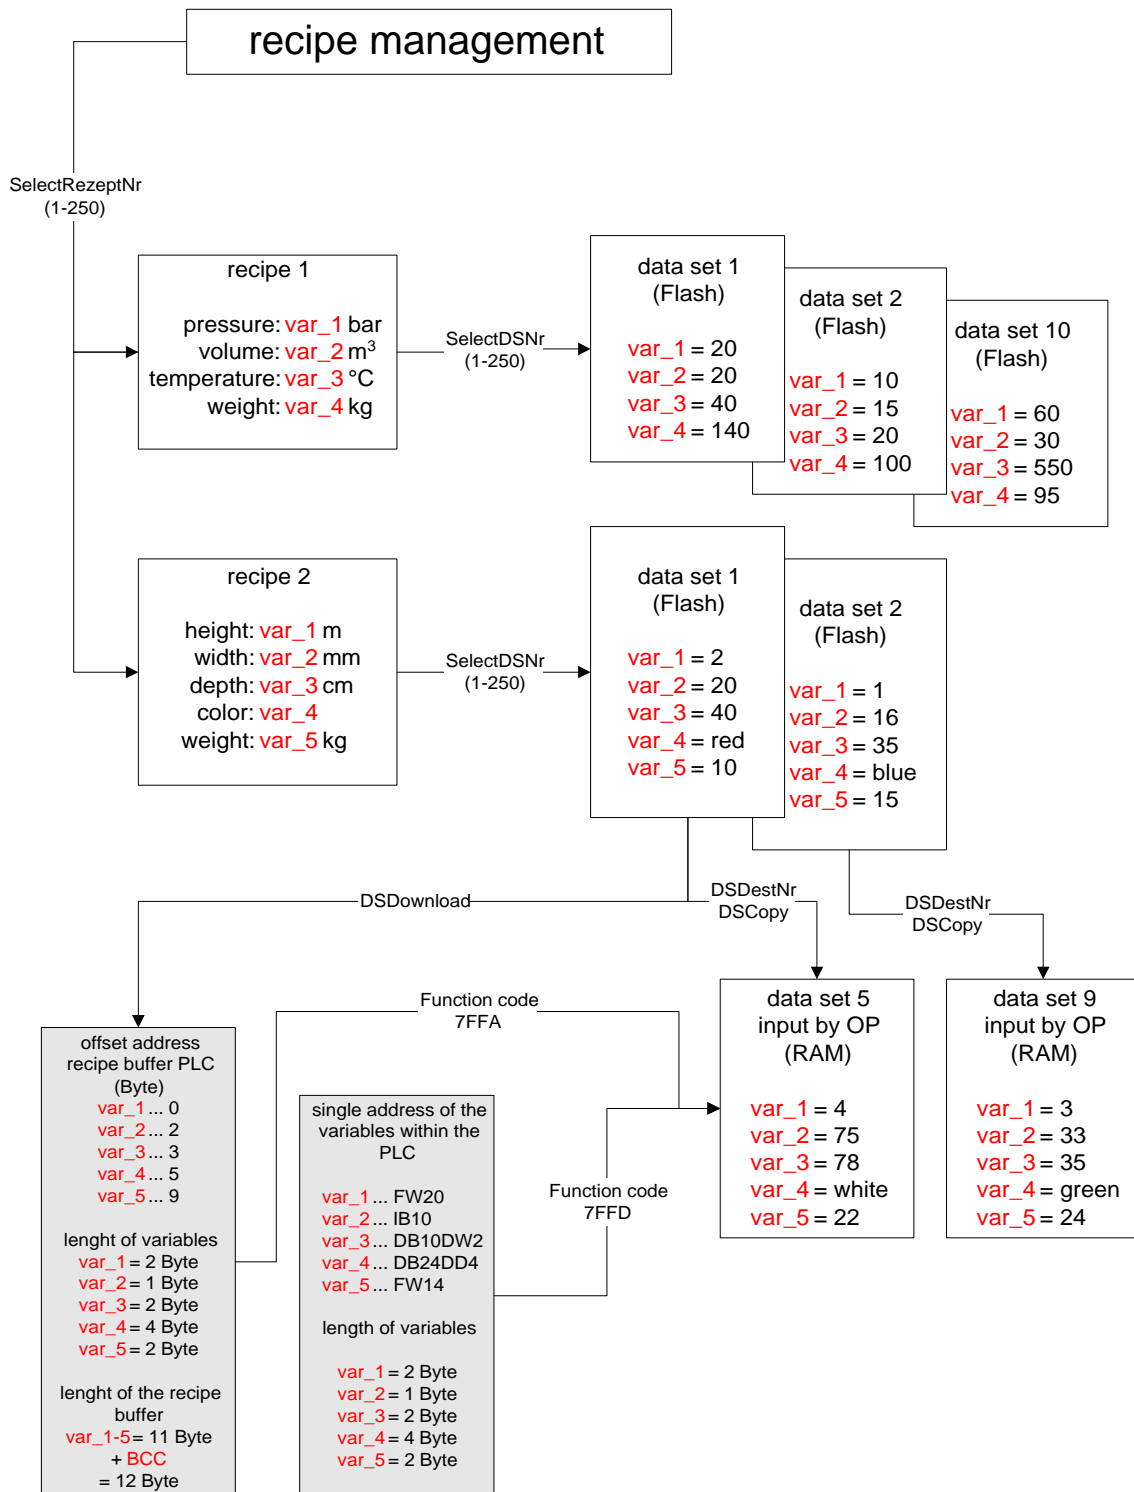 recipe management
SelectRezeptNr
(1-250)
recipe 1
pressure: var_1 bar
volume: var_2 m³
temperature: var_3 °C
weight: var_4 kg
SelectDSNr
(1-250)
data set 1
(Flash)
var_1 = 20
var_2 = 20
var_3 = 40
var_4 = 140
data set 2
(Flash)
var_1 = 10
var_2 = 15
var_3 = 20
var_4 = 100
data set 10
(Flash)
var_1 = 60
var_2 = 30
var_3 = 550
var_4 = 95
recipe 2
height: var_1 m
width: var_2 mm
depth: var_3 cm
color: var_4
weight: var_5 kg
SelectDSNr
(1-250)
data set 1
(Flash)
var_1 = 2
var_2 = 20
var_3 = 40
var_4 = red
var_5 = 10
data set 2
(Flash)
var_1 = 1
var_2 = 16
var_3 = 35
var_4 = blue
var_5 = 15
DSDownload
DSDestNr
DSCopy
DSDestNr
DSCopy
offset address
recipe buffer PLC
(Byte)
var_1 ... 0
var_2 ... 2
var_3 ... 3
var_4 ... 5
var_5 ... 9
lenght of variables
var_1 = 2 Byte
var_2 = 1 Byte
var_3 = 2 Byte
var_4 = 4 Byte
var_5 = 2 Byte
lenght of the recipe
buffer
var_1-5 = 11 Byte
+ BCC
= 12 Byte
Function code
7FFA
single address of the
variables within the
PLC
var_1 ... FW20
var_2 ... IB10
var_3 ... DB10DW2
var_4 ... DB24DD4
var_5 ... FW14
length of variables
var_1 = 2 Byte
var_2 = 1 Byte
var_3 = 2 Byte
var_4 = 4 Byte
var_5 = 2 Byte
Function code
7FFD
data set 5
input by OP
(RAM)
var_1 = 4
var_2 = 75
var_3 = 78
var_4 = white
var_5 = 22
data set 9
input by OP
(RAM)
var_1 = 3
var_2 = 33
var_3 = 35
var_4 = green
var_5 = 24